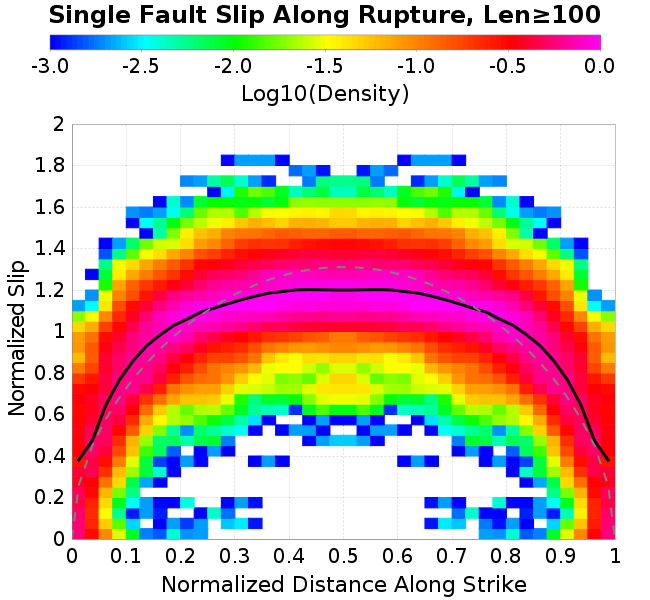 Single Fault Slip Along Rupture, Len≥100
-3.0 -2.5 -2.0 -1.5 -1.0 -0.5 0.0
Log10(Density)
2
1.8
1.6
1.4
1.2
1
0.8
0.6
0.4
0.2
0
Normalized Slip
0 0.1 0.2 0.3 0.4 0.5 0.6 0.7 0.8 0.9 1
Normalized Distance Along Strike